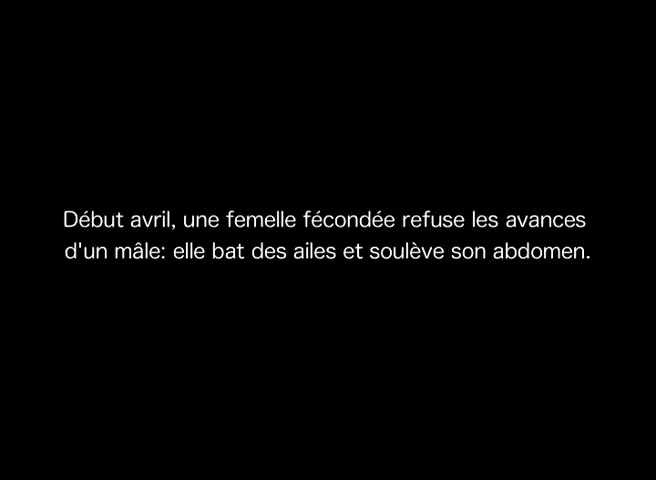 Début avril, une femelle fécondée refuse les avances
d'un mâle: elle bat des ailes et soulève son abdomen.